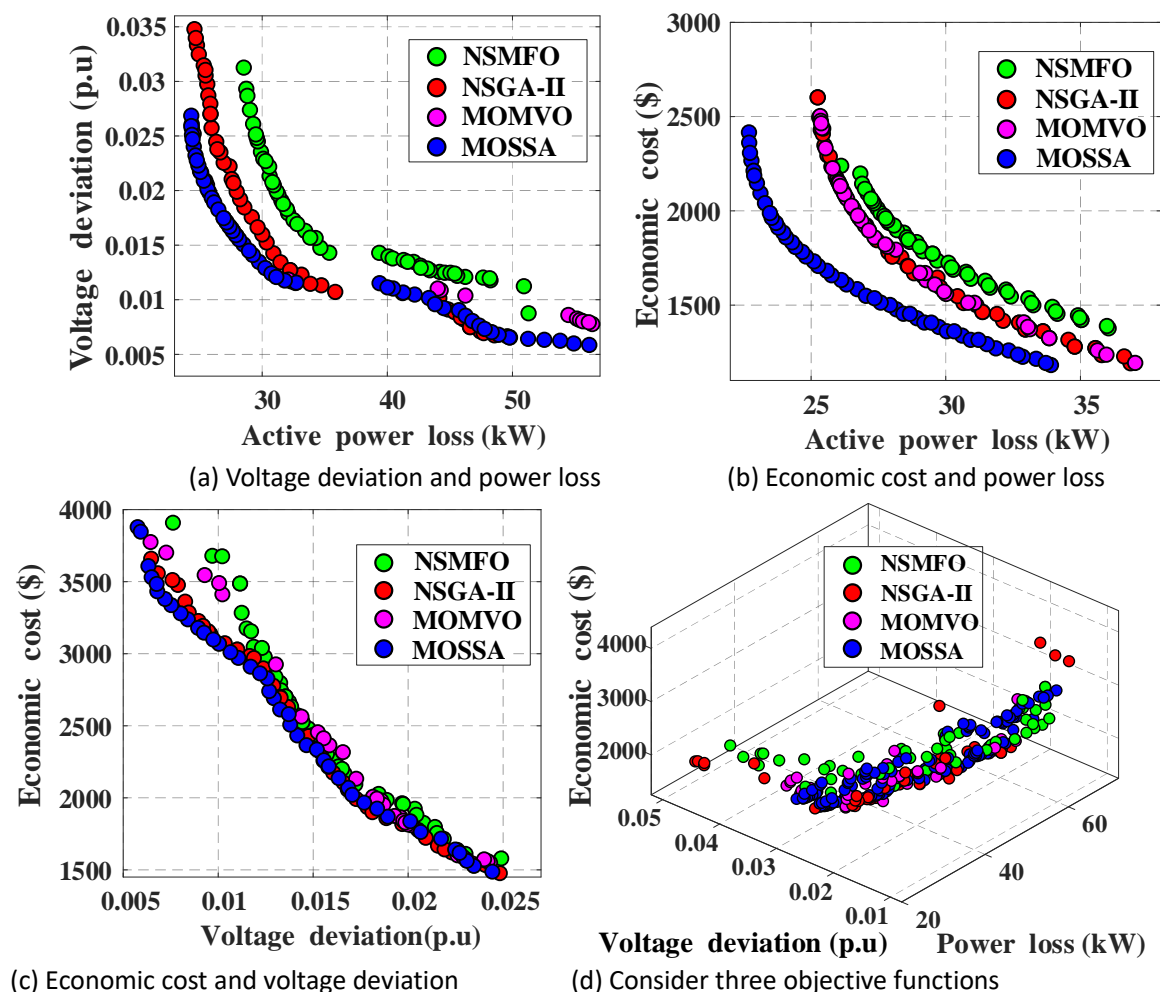 Voltage deviation (p.u)
0.035
0.03
0.025
0.02
0.015
0.01
0.005
NSMFO
NSGA-II
MOMVO
MOSSA
30 40 50
Active power loss (kW)
(a) Voltage deviation and power loss
Economic cost ($)
3000
2500
2000
1500
NSMFO
NSGA-II
MOMVO
MOSSA
25 30 35
Active power loss (kW)
(b) Economic cost and power loss
Economic cost ($)
4000
3500
3000
2500
2000
1500
NSMFO
NSGA-II
MOMVO
MOSSA
0.005 0.01 0.015 0.02 0.025
Voltage deviation(p.u)
(c) Economic cost and voltage deviation
Economic cost ($)
4000
3000
2000
NSMFO
NSGA-II
MOMVO
MOSSA
0.05
0.04
0.03
0.02
0.01
20
40
60
Voltage deviation (p.u)
Power loss (kW)
(d) Consider three objective functions